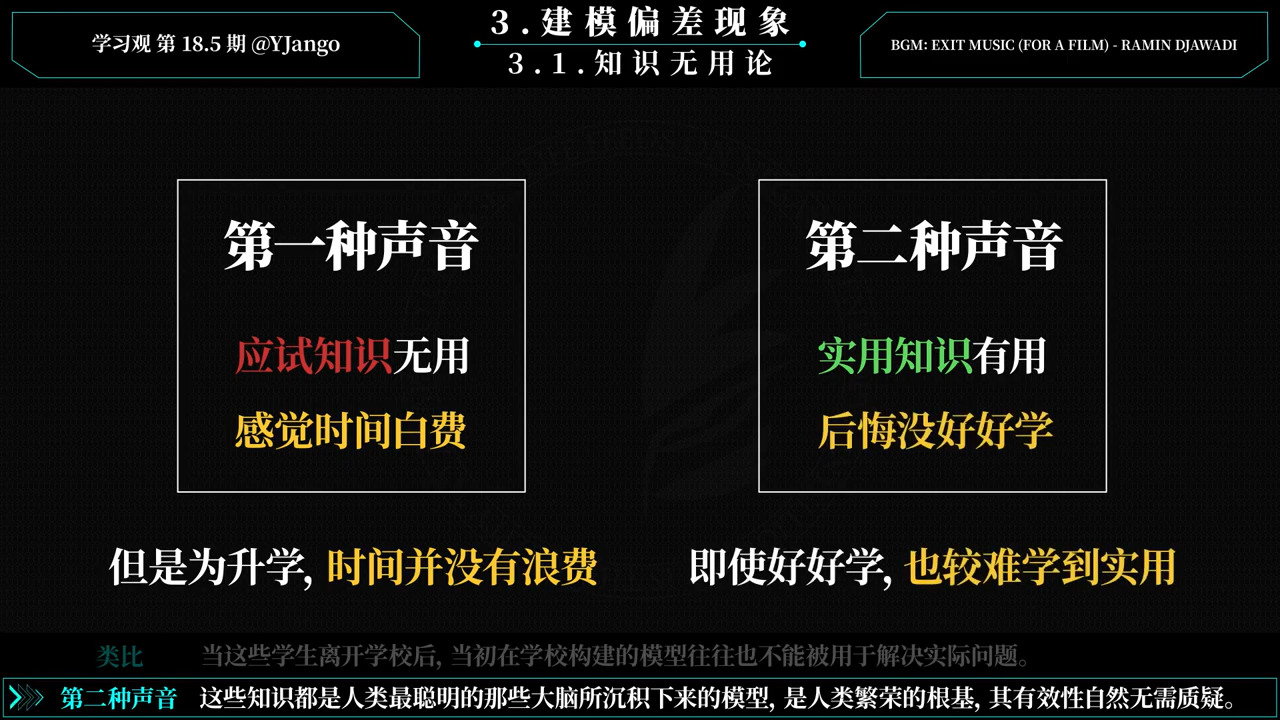 学习观 第 18.5 期 @YJango
3.建模偏差现象
3.1.知识无用论
BGM: EXIT MUSIC (FOR A FILM) - RAMIN DJAWADI
第一种声音
应试知识无用
感觉时间白费
但是为升学, 时间并没有浪费
第二种声音
实用知识有用
后悔没好好学
即使好好学, 也较难学到实用
类比 当这些学生离开学校后, 当初在学校构建的模型往往也不能被用于解决实际问题。
第二种声音 这些知识都是人类最聪明的那些大脑所沉积下来的模型, 是人类繁荣的根基, 其有效性自然无需质疑。